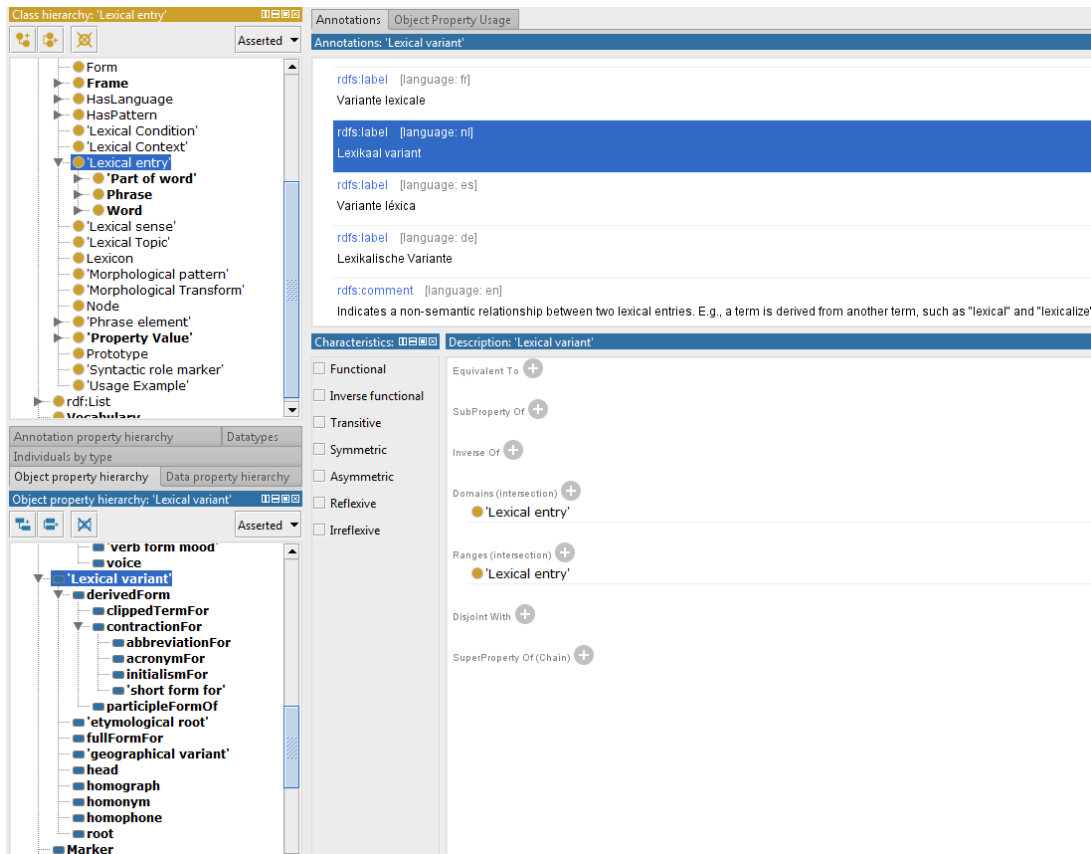 Class hierarchy: 'Lexical entry'
Asserted
Form
Frame
HasLanguage
HasPattern
'Lexical Condition'
'Lexical Context'
'Lexical entry'
'Part of word'
Phrase
Word
'Lexical sense'
'Lexical Topic'
Lexicon
'Morphological pattern'
'Morphological Transform'
Node
'Phrase element'
'Property Value'
Prototype
'Syntactic role marker'
'Usage Example'
rdf:List
Vocabulary
Annotation property hierarchy
Datatypes
Individuals by type
Object property hierarchy
Data property hierarchy
Object property hierarchy: 'Lexical variant'
Asserted
'verb form mood'
voice
'Lexical variant'
derivedForm
clippedTermFor
contractionFor
abbreviationFor
acronymFor
initialismFor
'short form for'
participleFormOf
'etymological root'
fullFormFor
'geographical variant'
head
homograph
homonym
homophone
root
Marker
Annotations
Object Property Usage
Annotations: 'Lexical variant'
rdfs:label [language: fr]
Variante lexicale
rdfs:label [language: nl]
Lexikaal variant
rdfs:label [language: es]
Variante léxica
rdfs:label [language: de]
Lexikalische Variante
rdfs:comment [language: en]
Indicates a non-semantic relationship between two lexical entries. E.g., a term is derived from another term, such as "lexical" and "lexicalize"
Characteristics:
Functional
Inverse functional
Transitive
Symmetric
Asymmetric
Reflexive
Irreflexive
Description: 'Lexical variant'
Equivalent To
SubProperty Of
Inverse Of
Domains (intersection)
'Lexical entry'
Ranges (intersection)
'Lexical entry'
Disjoint With
SuperProperty Of (Chain)